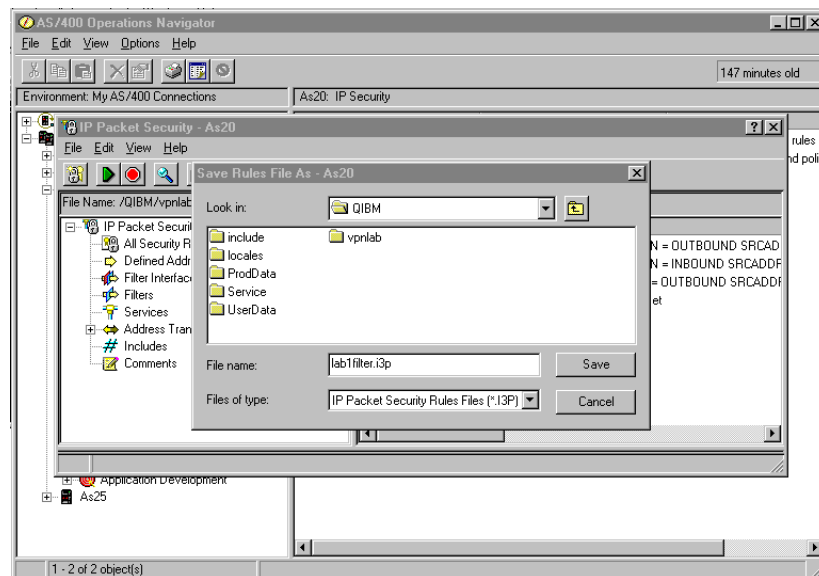 AS/400 Operations Navigator
File Edit View Options Help
147 minutes old
Environment: My AS/400 Connections
As20: IP Security
IP Packet Security - As20
rules
nd poli
File Edit View Help
Save Rules File As - As20
File Name: /QIBM/vpnlab
Look in:
QIBM
IP Packet Securit
All Security R
Defined Addr
Filter Interfac
Filters
Services
Address Tran
Includes
Comments
include
locales
ProdData
Service
UserData
vpnlab
N = OUTBOUND SRCAD
N = INBOUND SRCADDR
= OUTBOUND SRCADDR
et
File name:
lab1filter.i3p
Save
Files of type:
IP Packet Security Rules Files (*.I3P)
Cancel
Application Development
As25
1 - 2 of 2 object(s)